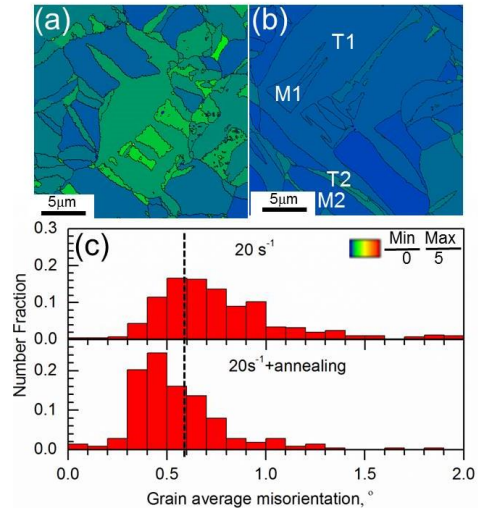 (a)
(b)
T1
M1
T2
M2
5μm
5μm
(c)
20 s⁻¹
Min Max
0 5
20s⁻¹+annealing
Number Fraction
0.3
0.2
0.1
0.0
0.2
0.1
0.0
0.0 0.5 1.0 1.5 2.0
Grain average misorientation, °